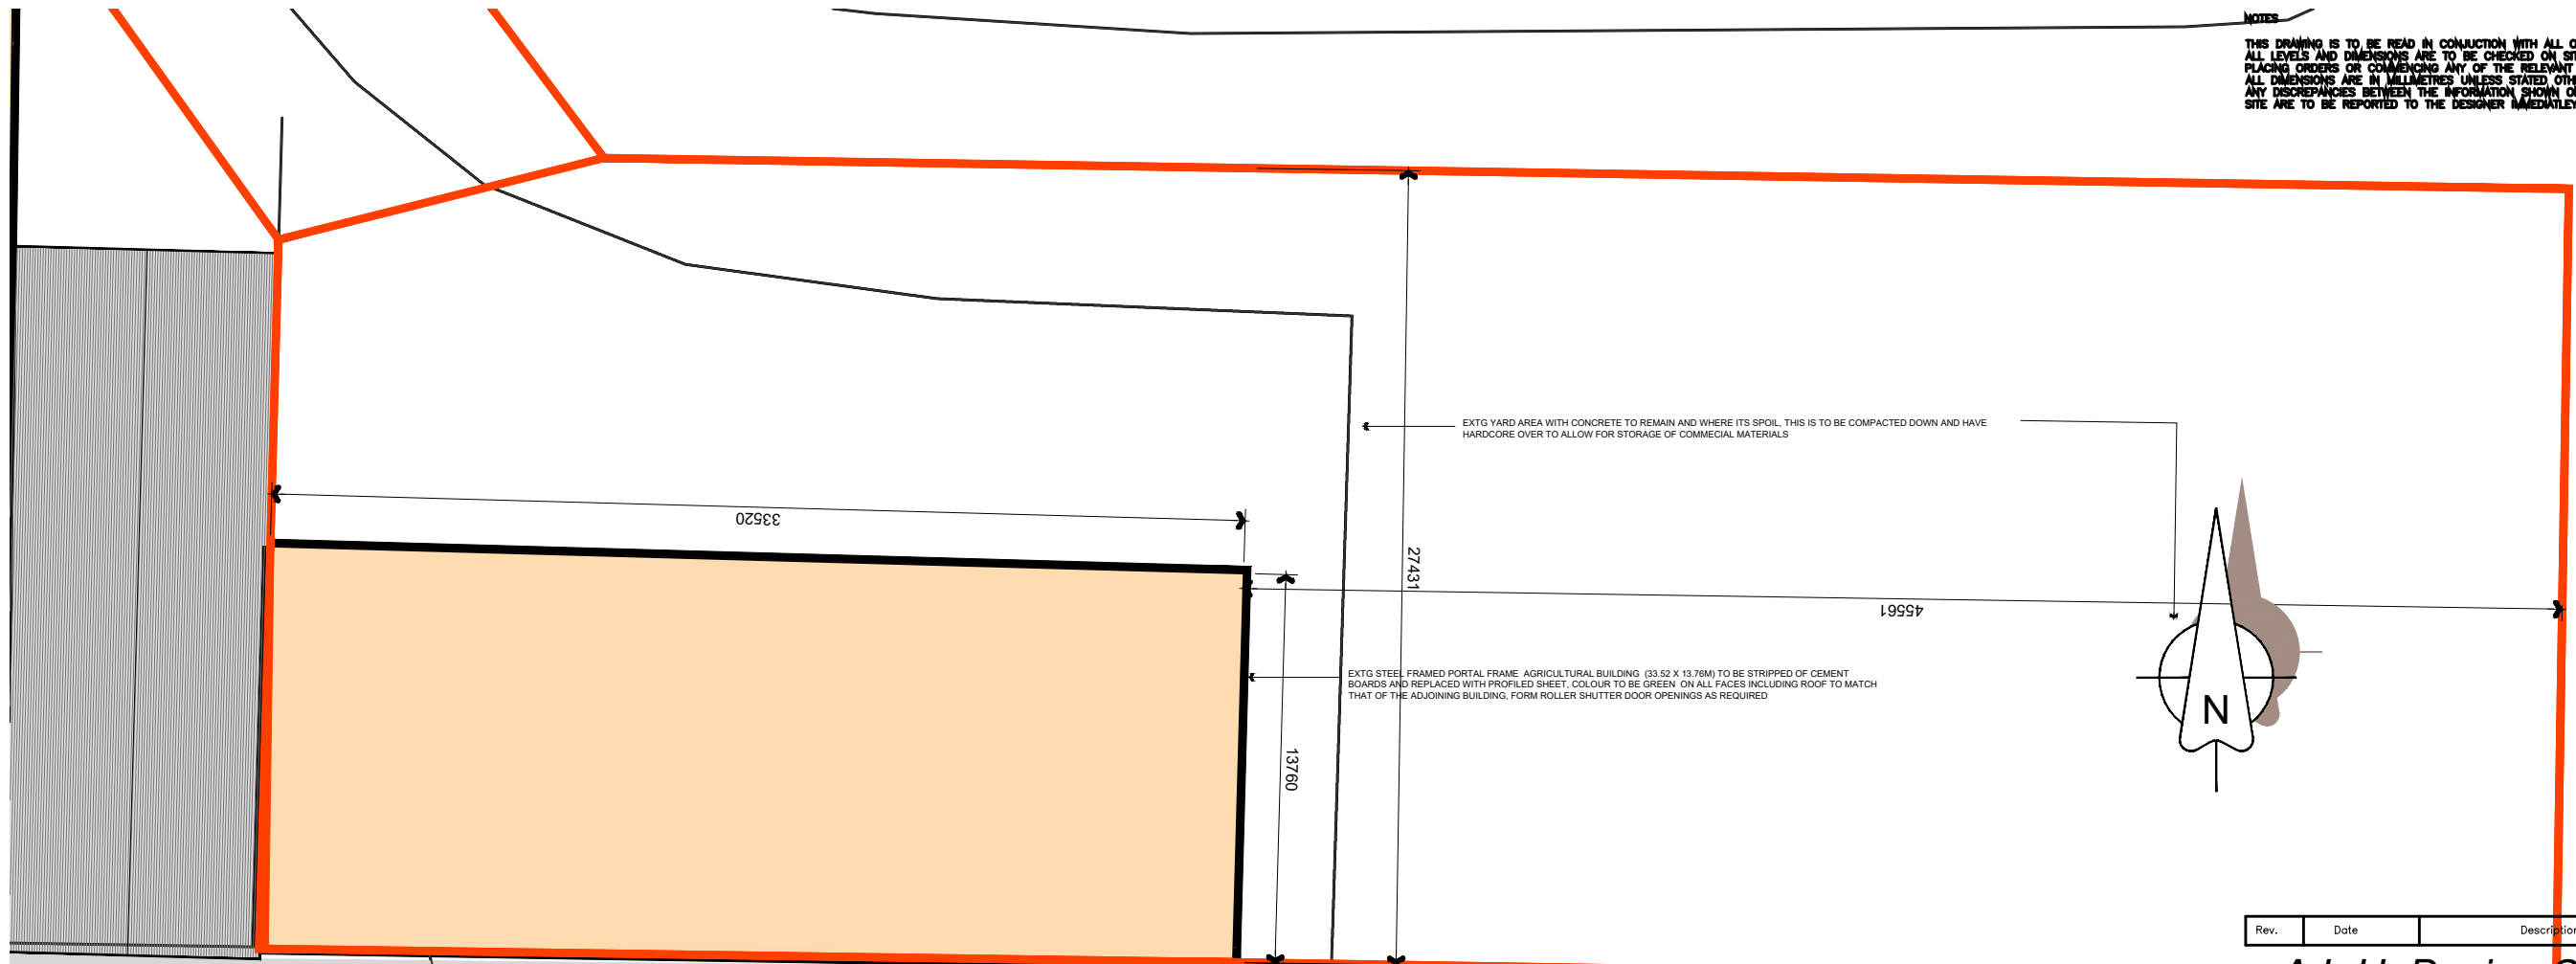 NOTES
THIS DRAWING IS TO BE READ IN CONJUCTION WITH ALL
ALL LEVELS AND DIMENSIONS ARE TO BE CHECKED ON
PLACING ORDERS OR COMMENCING ANY OF THE RELEVANT
ALL DIMENSIONS ARE IN MILLIMETRES UNLESS STATED
ANY DISCREPANCIES BETWEEN THE INFORMATION SHOWN
SITE ARE TO BE REPORTED TO THE DESIGNER IMMEDIATLEY
EXTG YARD AREA WITH CONCRETE TO REMAIN AND WHERE ITS SPOIL, THIS IS TO BE COMPACTED DOWN AND HAVE
HARDCORE OVER TO ALLOW FOR STORAGE OF COMMECIAL MATERIALS
33520
27431
45561
EXTG STEEL FRAMED PORTAL FRAME AGRICULTURAL BUILDING (33.52 X 13.76M) TO BE STRIPPED OF CEMENT
BOARDS AND REPLACED WITH PROFILED SHEET, COLOUR TO BE GREEN ON ALL FACES INCLUDING ROOF TO MATCH
THAT OF THE ADJOINING BUILDING, FORM ROLLER SHUTTER DOOR OPENINGS AS REQUIRED
13760
N
Rev. Date Description